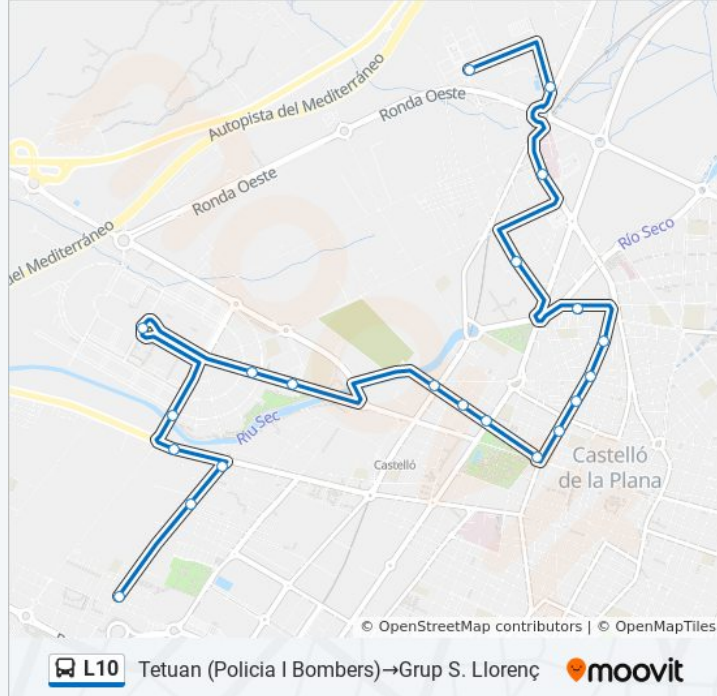 Autopista del Mediterráneo
Ronda Oeste
Ronda Oeste
del Mediterráneo
Río Seco
Riu Sec
Castelló
Castelló
de la Plana
© OpenStreetMap contributors | © OpenMapTiles
L10 Tetuan (Policia I Bombers)→Grup S. Llorenç moovit